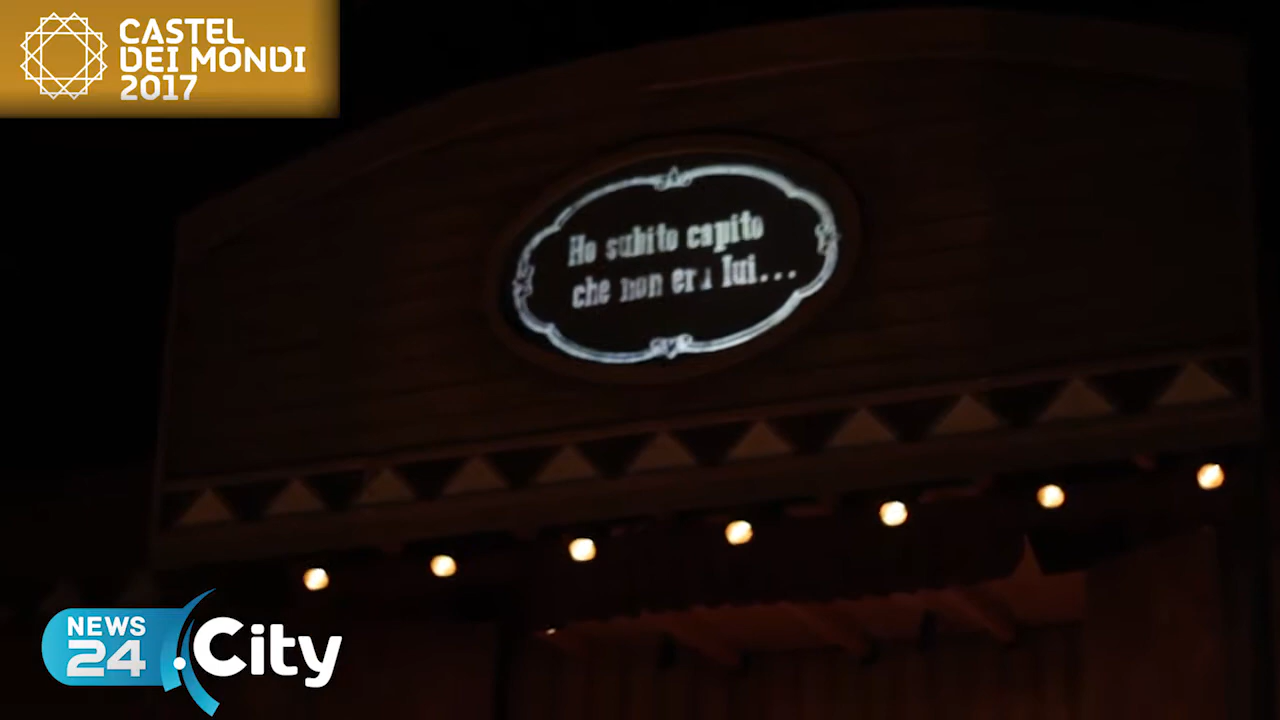 CASTEL
DEI MONDI
2017
Ho subito capito
che non era lui...
NEWS
24
.City